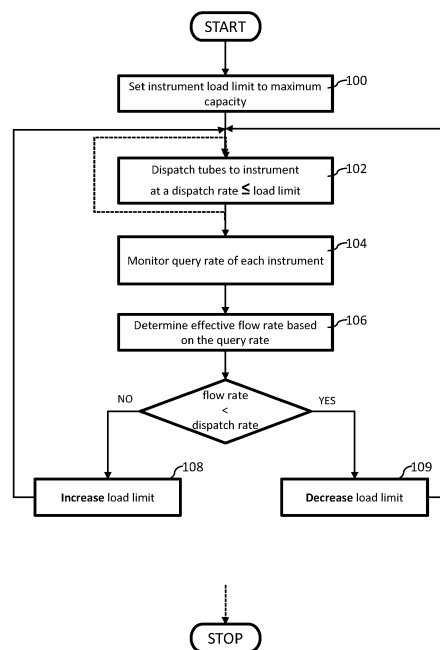 START
100
Set instrument load limit to maximum
capacity
102
Dispatch tubes to instrument
at a dispatch rate ≤ load limit
104
Monitor query rate of each instrument
106
Determine effective flow rate based
on the query rate
flow rate
<
dispatch rate
NO
YES
108
Increase load limit
109
Decrease load limit
STOP